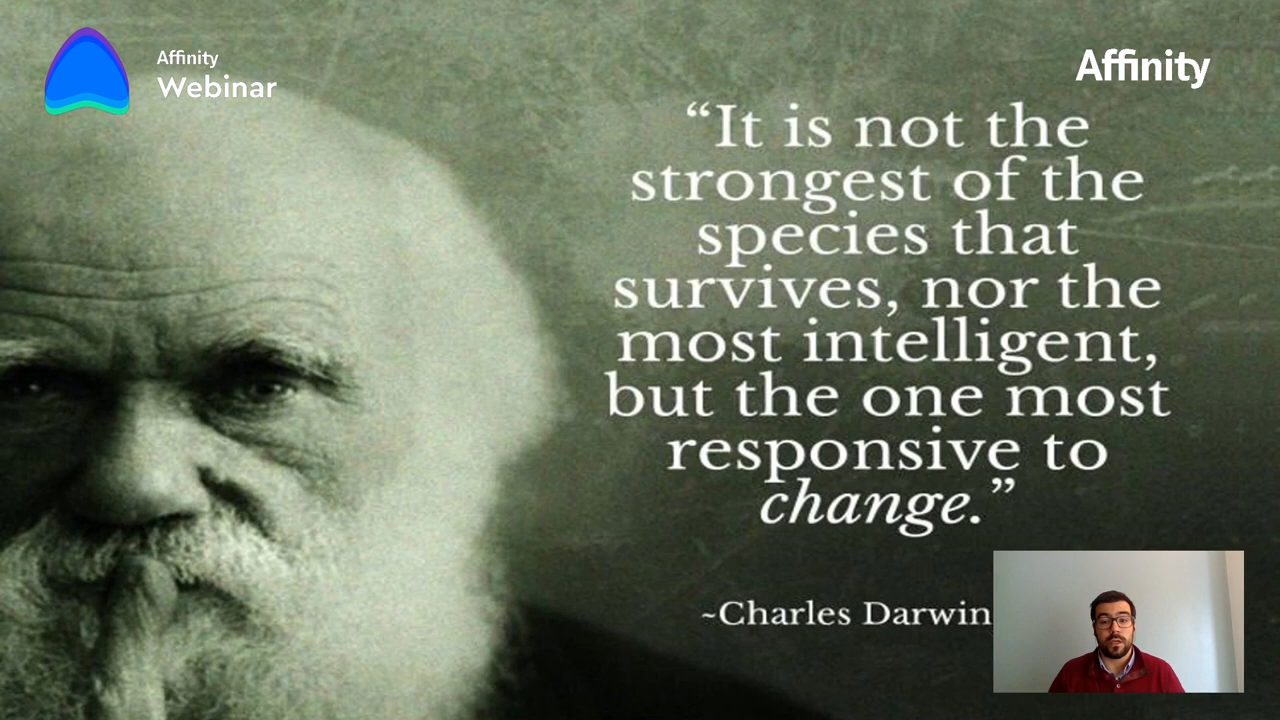 Affinity
Webinar
Affinity
“It is not the
strongest of the
species that
survives, nor the
most intelligent,
but the one most
responsive to
change.”
~Charles Darwin